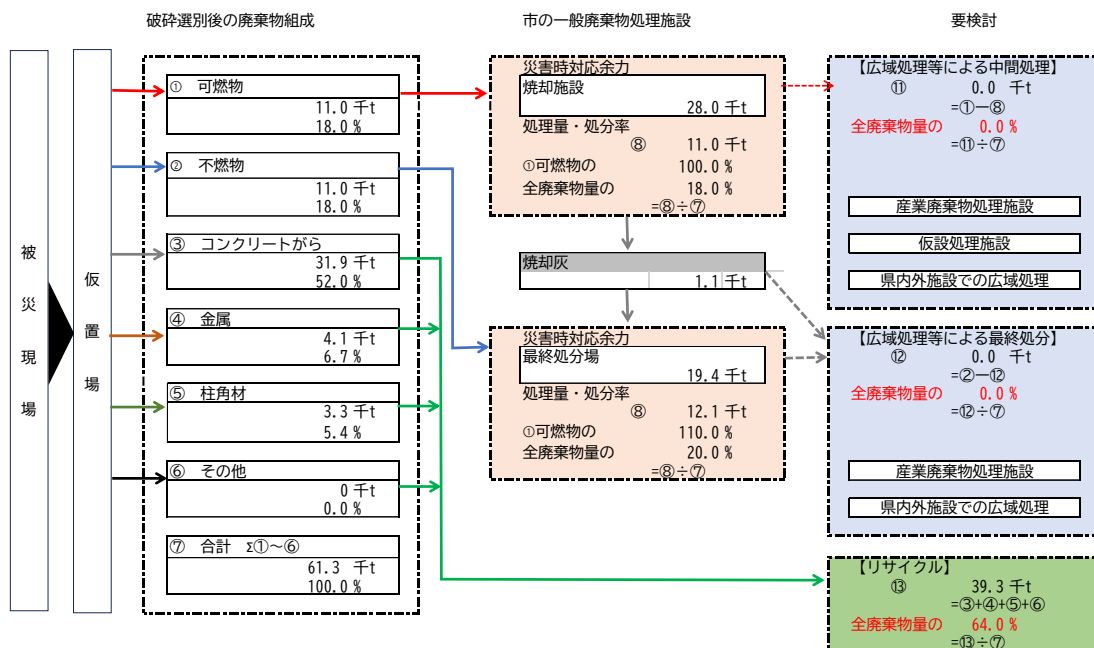 破砕選別後の廃棄物組成
市の一般廃棄物処理施設
要検討
被災現場
仮置場
① 可燃物
11.0 千t
18.0 %
② 不燃物
11.0 千t
18.0 %
③ コンクリートがら
31.9 千t
52.0 %
④ 金属
4.1 千t
6.7 %
⑤ 柱角材
3.3 千t
5.4 %
⑥ その他
0 千t
0.0 %
⑦ 合計 Σ①～⑥
61.3 千t
100.0 %
災害時対応余力
焼却施設
28.0 千t
処理量・処分率
⑧ 11.0 千t
①可燃物の 100.0 %
全廃棄物量の 18.0 %
=⑧÷⑦
焼却灰
1.1 千t
災害時対応余力
最終処分場
19.4 千t
処理量・処分率
⑧ 12.1 千t
①可燃物の 110.0 %
全廃棄物量の 20.0 %
=⑧÷⑦
【広域処理等による中間処理】
⑪ 0.0 千t
=①―⑧
全廃棄物量の 0.0 %
=⑪÷⑦
産業廃棄物処理施設
仮設処理施設
県内外施設での広域処理
【広域処理等による最終処分】
⑫ 0.0 千t
=②―⑫
全廃棄物量の 0.0 %
=⑫÷⑦
産業廃棄物処理施設
県内外施設での広域処理
【リサイクル】
⑬ 39.3 千t
=③+④+⑤+⑥
全廃棄物量の 64.0 %
=⑬÷⑦